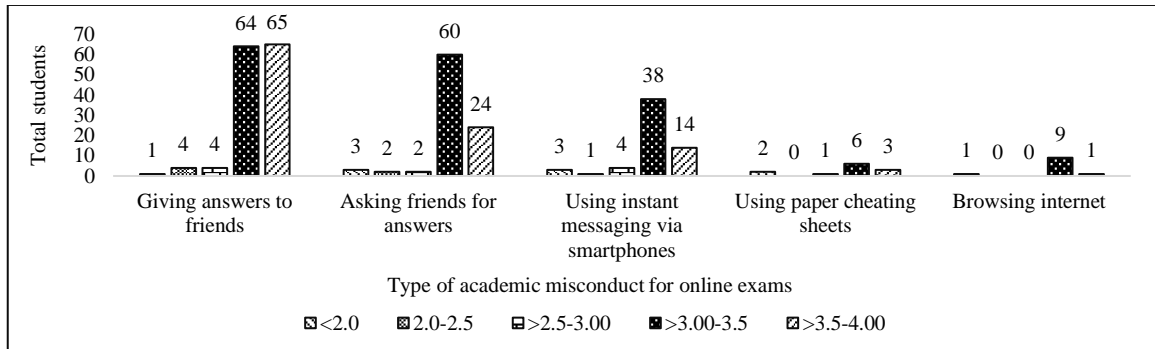 Total students
70
60
50
40
30
20
10
0
1 4 4 64 65
3 2 2 60 24
3 1 4 38 14
2 0 1 6 3
1 0 0 9 1
Giving answers to
friends
Asking friends for
answers
Using instant
messaging via
smartphones
Using paper cheating
sheets
Browsing internet
Type of academic misconduct for online exams
<2.0 2.0-2.5 >2.5-3.00 >3.00-3.5 >3.5-4.00